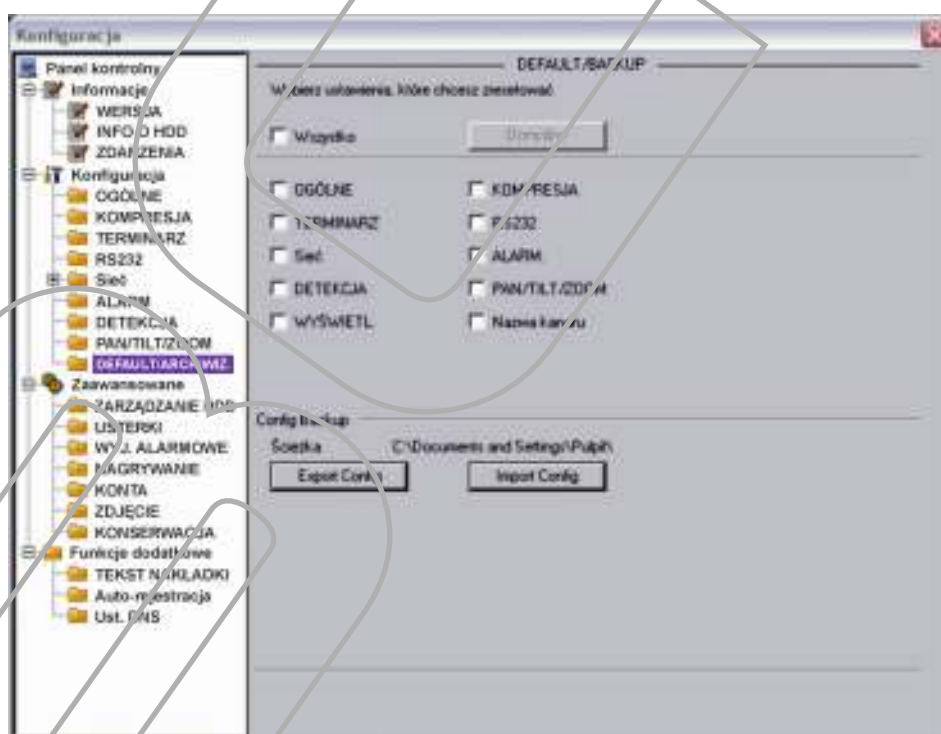 Konfiguracja
Panel kontrolny
Informacje
WERSJA
INFO O HDD
ZDARZENIA
Konfiguracja
OGÓLNE
KOMPRESJA
TERMINARZ
RS232
Sieć
ALARM
DETEKCJA
PAN/TILT/ZOOM
DEFAULT/ARCHIWIZ
Zaawansowane
ZARZĄDZANIE HDD
USTERKI
WYJ. ALARMOWE
NAGRYWANIE
KONTA
ZDJĘCIE
KONSERWACJA
Funkcje dodatkowe
TEKST NAKŁADKI
Auto-rejestracja
Ust. DNS
DEFAULT/BACKUP
Wybierz ustawienia, które chcesz zresetować
Wszystko
OGÓLNE KOMPRESJA
TERMINARZ RS232
Sieć ALARM
DETEKCJA PAN/TILT/ZOOM
WYŚWIETL Nazwa kanału
Config backup
Ścieżka C:\Documents and Settings\Pulpit\
Export Config Import Config